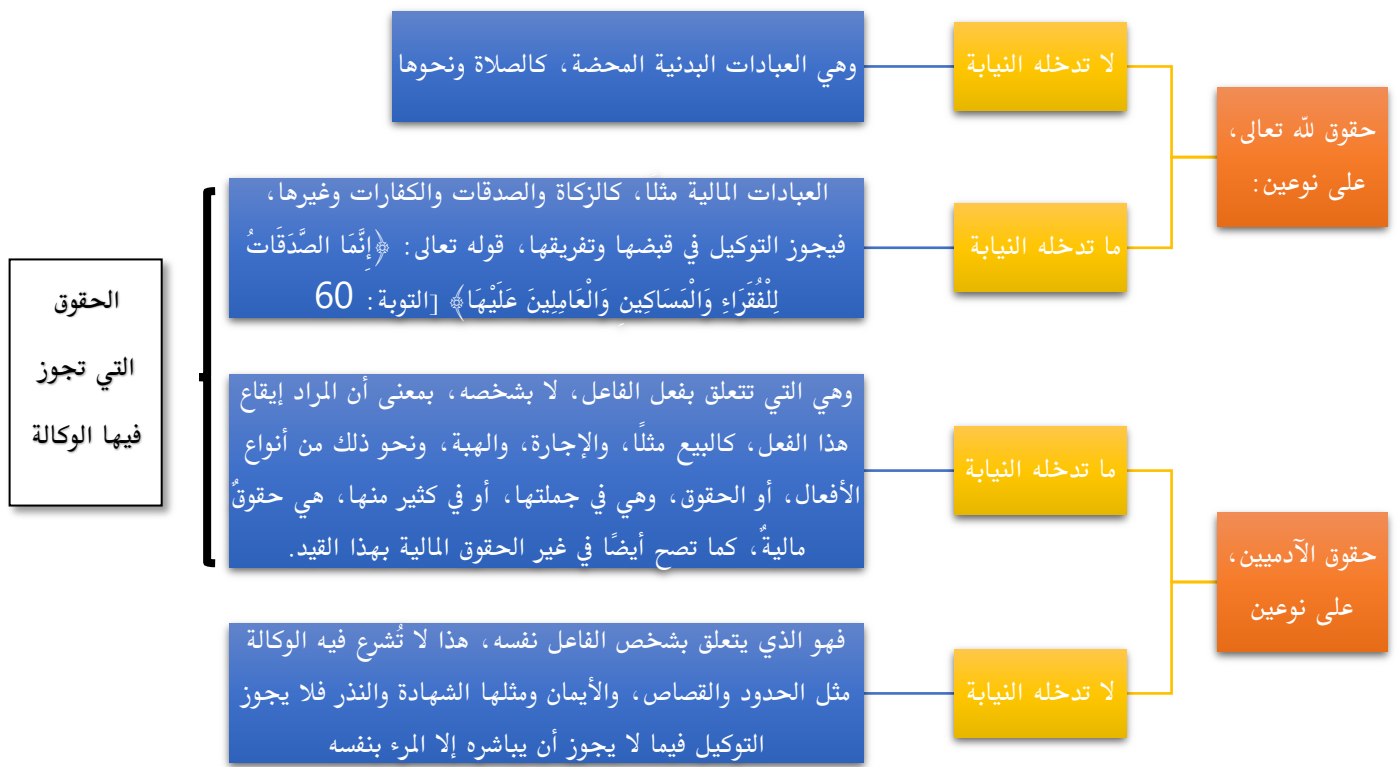 حقوق لله تعالى،
على نوعين:
لا تدخله النيابة
وهي العبادات البدنية المحضة، كالصلاة ونحوها
ما تدخله النيابة
العبادات المالية مثلًا، كالزكاة والصدقات والكفارات وغيرها،
فيجوز التوكيل في قبضها وتفريقها، قوله تعالى: ﴿إِنَّمَا الصَّدَقَاتُ
لِلْفُقَرَاءِ وَالْمَسَاكِينِ وَالْعَامِلِينَ عَلَيْهَا﴾ [التوبة: 60
حقوق الآدميين،
على نوعين
ما تدخله النيابة
وهي التي تتعلق بفعل الفاعل، لا بشخصه، بمعنى أن المراد إيقاع
هذا الفعل، كالبيع مثلًا، والإجارة، والهبة، ونحو ذلك من أنواع
الأفعال، أو الحقوق، وهي في جملتها، أو في كثير منها، هي حقوقٌ
ماليةٌ، كما تصح أيضًا في غير الحقوق المالية بهذا القيد.
لا تدخله النيابة
فهو الذي يتعلق بشخص الفاعل نفسه، هذا لا تُشرع فيه الوكالة
مثل الحدود والقصاص، والأيمان ومثلها الشهادة والنذر فلا يجوز
التوكيل فيما لا يجوز أن يباشره إلا المرء بنفسه
الحقوق
التي تجوز
فيها الوكالة